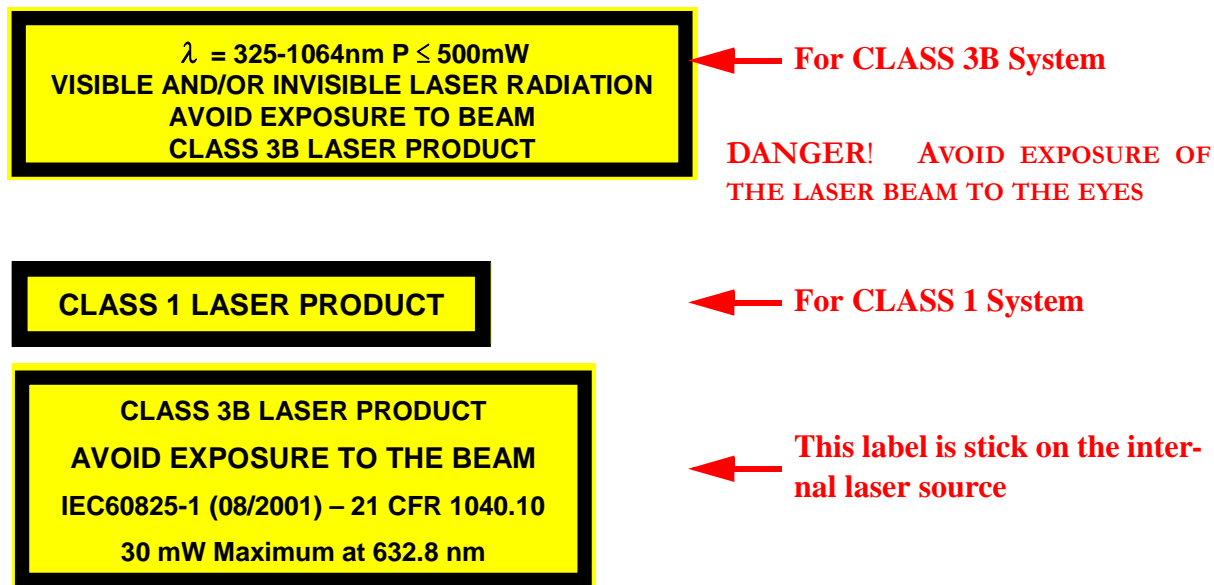 λ = 325-1064nm P ≤ 500mW
VISIBLE AND/OR INVISIBLE LASER RADIATION
AVOID EXPOSURE TO BEAM
CLASS 3B LASER PRODUCT
For CLASS 3B System
DANGER! AVOID EXPOSURE OF
THE LASER BEAM TO THE EYES
CLASS 1 LASER PRODUCT
For CLASS 1 System
CLASS 3B LASER PRODUCT
AVOID EXPOSURE TO THE BEAM
IEC60825-1 (08/2001) – 21 CFR 1040.10
30 mW Maximum at 632.8 nm
This label is stick on the inter-
nal laser source